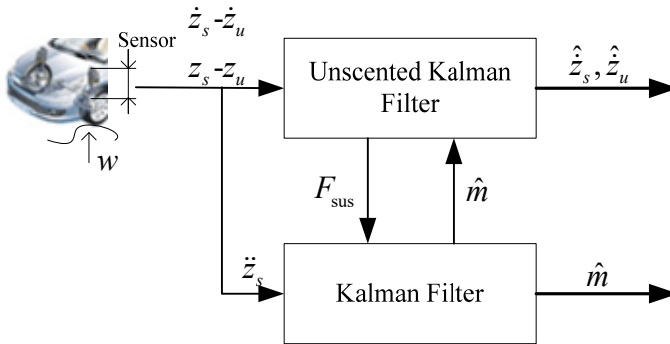 ż_s - ż_u
Sensor
z_s - z_u
w
Unscented Kalman
Filter
ẑ̇_s , ẑ̇_u
F_sus
m̂
z̈_s
Kalman Filter
m̂